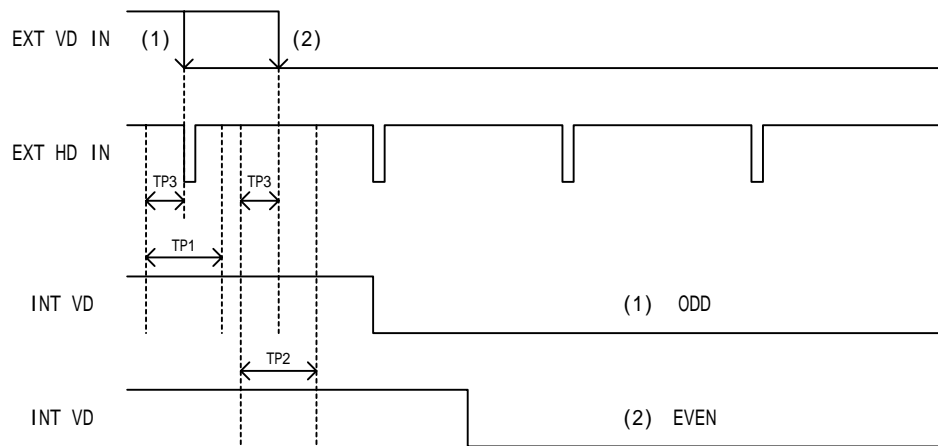 EXT VD IN (1) (2)
EXT HD IN
TP3 TP3
TP1
INT VD (1) ODD
TP2
INT VD (2) EVEN